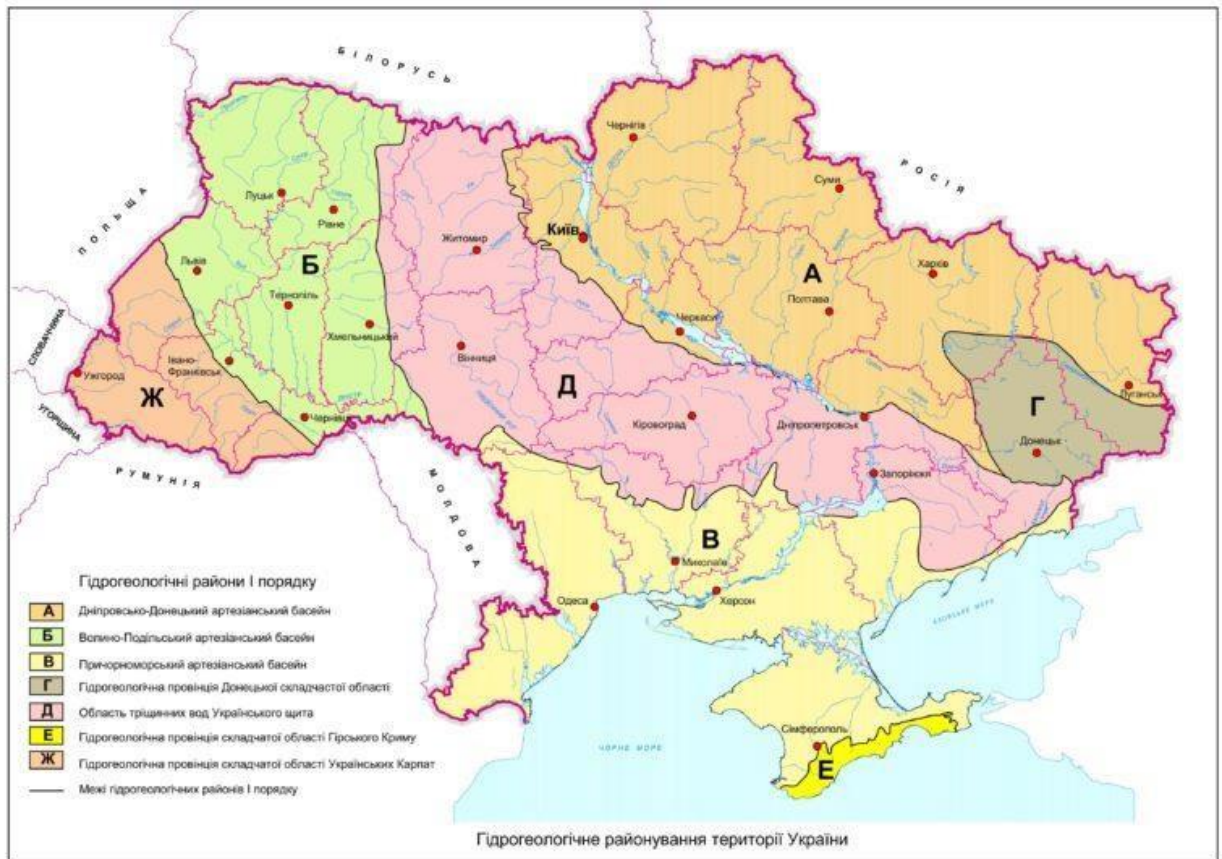 БІЛОРУСЬ
РОСІЯ
ПОЛЬЩА
СЛОВАЧЧИНА
УГОРЩИНА
РУМУНІЯ
МОЛДОВА
Чернігів
Суми
Луцьк
Рівне
Київ
Житомир
Львів
Б
А
Харків
Тернопіль
Полтава
Хмельницький
Черкаси
Вінниця
Івано-
Франківськ
Ужгород
Ж
Д
Г
Луганськ
Чернівці
Кіровоград
Дніпропетровськ
Донецьк
Запоріжжя
В
Миколаїв
Одеса
Херсон
АЗОВСЬКЕ МОРЕ
Сімферополь
ЧОРНЕ МОРЕ
Е
Гідрогеологічні райони І порядку
А Дніпровсько-Донецький артезіанський басейн
Б Волино-Подільський артезіанський басейн
В Причорноморський артезіанський басейн
Г Гідрогеологічна провінція Донецької складчастої області
Д Область тріщинних вод Українського щита
Е Гідрогеологічна провінція складчатої області Гірського Криму
Ж Гідрогеологічна провінція складчатої області Українських Карпат
Межі гідрогеологічних районів І порядку
Гідрогеологічне районування території України